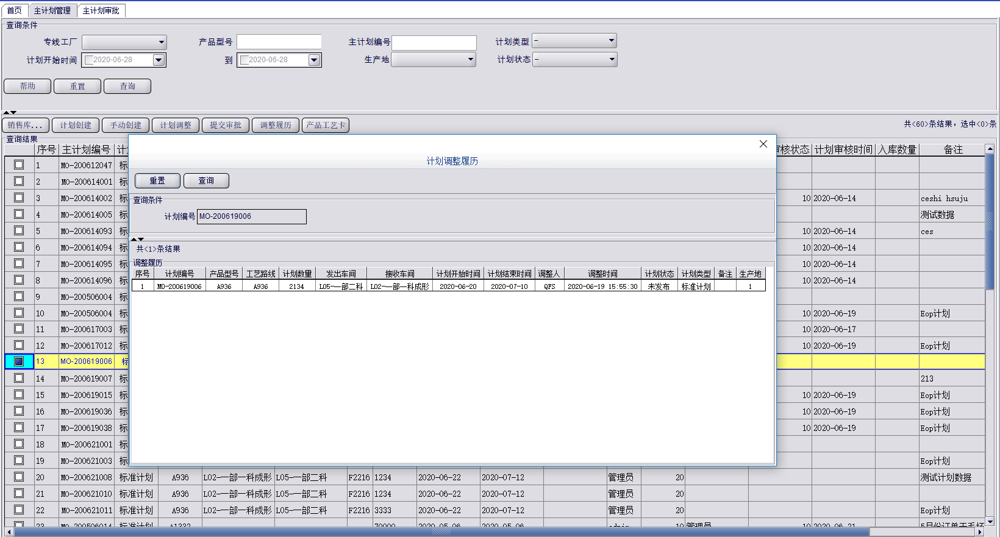 首页 主计划管理 主计划审批
查询条件
专线工厂 产品型号 主计划编号 计划类型 -
计划开始时间 2020-06-28 到 2020-06-28 生产地 计划状态 -
帮助 重置 查询
销售库... 计划创建 手动创建 计划调整 提交审批 调整履历 产品工艺卡 共<60>条结果，选中<0>条
查询结果
序号 主计划编号 审核状态 计划审核时间 入库数量 备注
1 MO-200612047 标
2 MO-200614001 标
3 MO-200614002 标 10 2020-06-14 ceshi hsuju
4 MO-200614005 标 测试数据
5 MO-200614093 标 10 2020-06-14 ces
6 MO-200614094 标 10 2020-06-14
7 MO-200614095 标 10 2020-06-14
8 MO-200614096 标 10 2020-06-14
9 MO-200506004 标
10 MO-200506004 标 10 2020-06-19 Eop计划
11 MO-200617003 标 10 2020-06-17
12 MO-200617012 标 10 2020-06-19 Eop计划
13 MO-200619006 标
14 MO-200619007 标 213
15 MO-200619015 标 10 2020-06-19 Eop计划
16 MO-200619036 标 10 2020-06-19 Eop计划
17 MO-200619038 标 10 2020-06-19 Eop计划
18 MO-200621001 标
19 MO-200621003 标 Eop计划
20 MO-200621008 标准计划 A936 L02-一部一科成形 L05-一部二科 F2216 1234 2020-06-22 2020-07-12 管理员 20 测试计划数据
21 MO-200621010 标准计划 A936 L02-一部一科成形 L05-一部二科 F2216 1234 2020-06-22 2020-07-12 管理员 20
22 MO-200621011 标准计划 A936 L02-一部一科成形 L05-一部二科 F2216 3333 2020-06-22 2020-07-12 管理员 20 Eop计划
计划调整履历
重置 查询
查询条件
计划编号 MO-200619006
共<1>条结果
调整履历
序号 计划编号 产品型号 工艺路线 计划数量 发出车间 接收车间 计划开始时间 计划结束时间 调整人 调整时间 计划状态 计划类型 备注 生产地
1 MO-200619006 A936 A936 2134 L05-一部二科 L02-一部一科成形 2020-06-20 2020-07-10 QFS 2020-06-19 15:55:30 未发布 标准计划 1